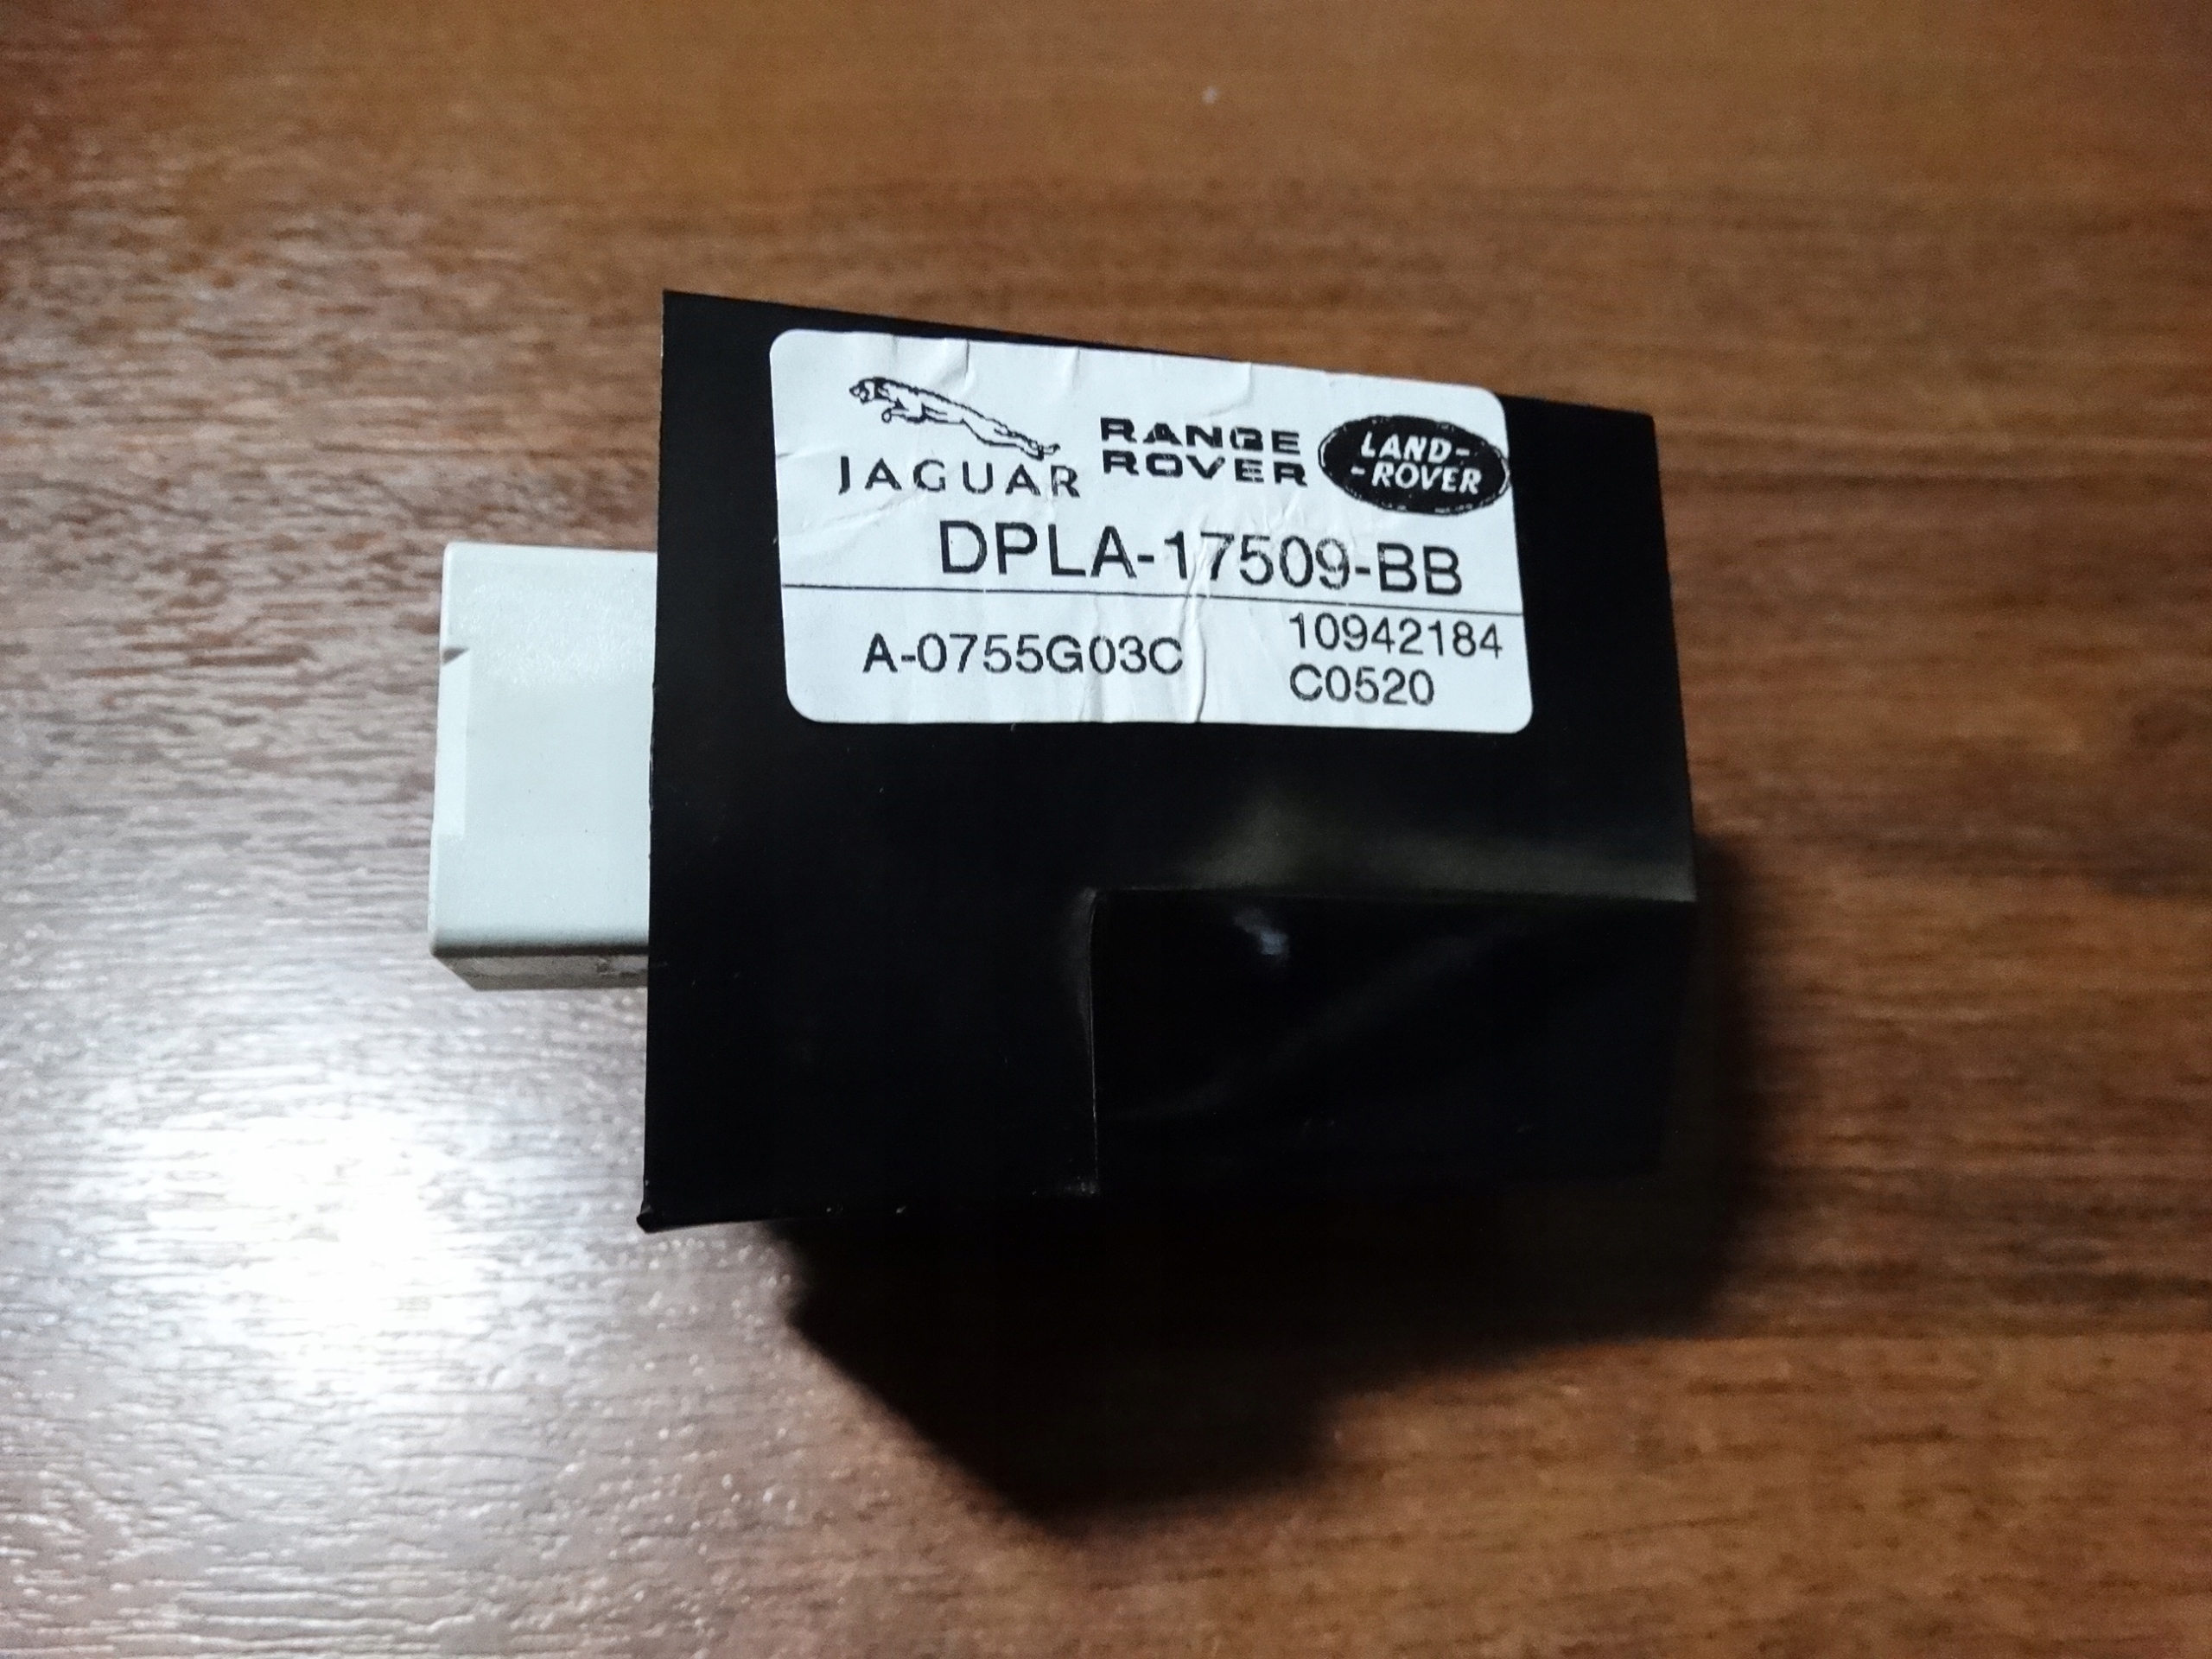 JAGUAR
RANGE
ROVER
LAND-
-ROVER
DPLA-17509-BB
A-0755G03C
10942184
C0520